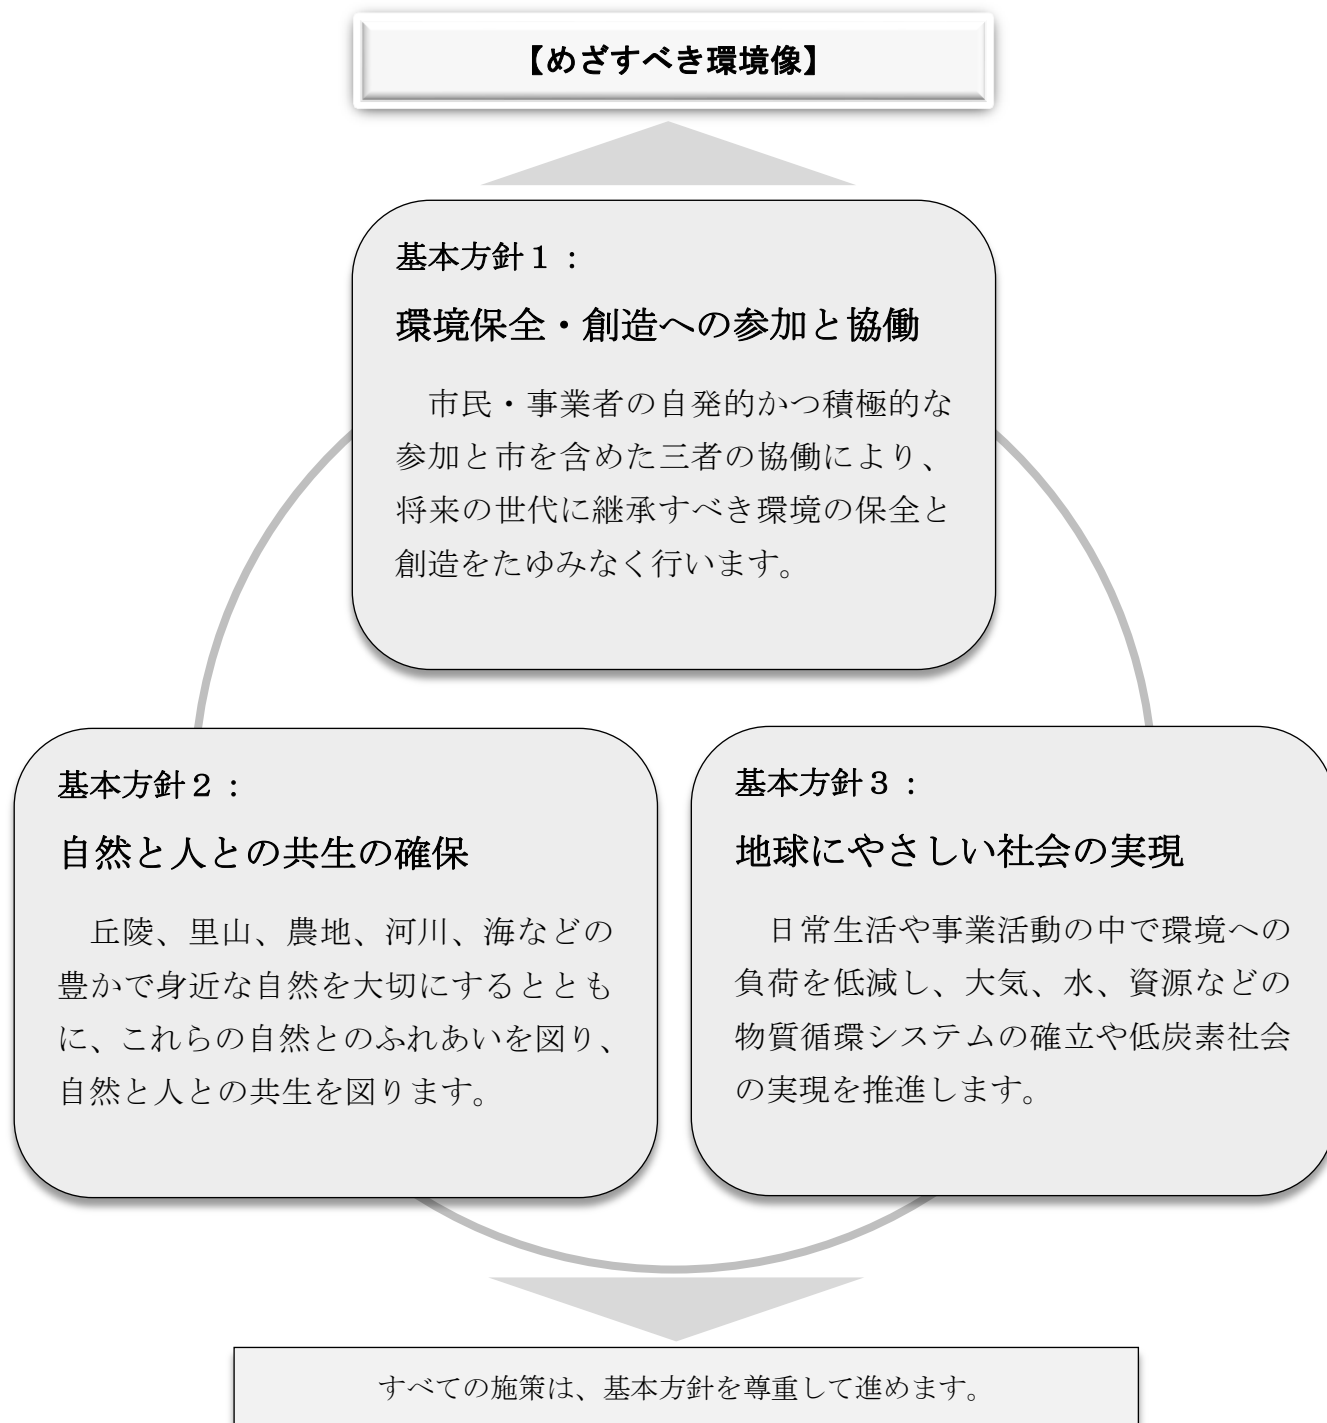 【めざすべき環境像】
基本方針１：
環境保全・創造への参加と協働
市民・事業者の自発的かつ積極的な
参加と市を含めた三者の協働により、
将来の世代に継承すべき環境の保全と
創造をたゆみなく行います。
基本方針２：
自然と人との共生の確保
丘陵、里山、農地、河川、海などの
豊かで身近な自然を大切にするととも
に、これらの自然とのふれあいを図り、
自然と人との共生を図ります。
基本方針３：
地球にやさしい社会の実現
日常生活や事業活動の中で環境への
負荷を低減し、大気、水、資源などの
物質循環システムの確立や低炭素社会
の実現を推進します。
すべての施策は、基本方針を尊重して進めます。